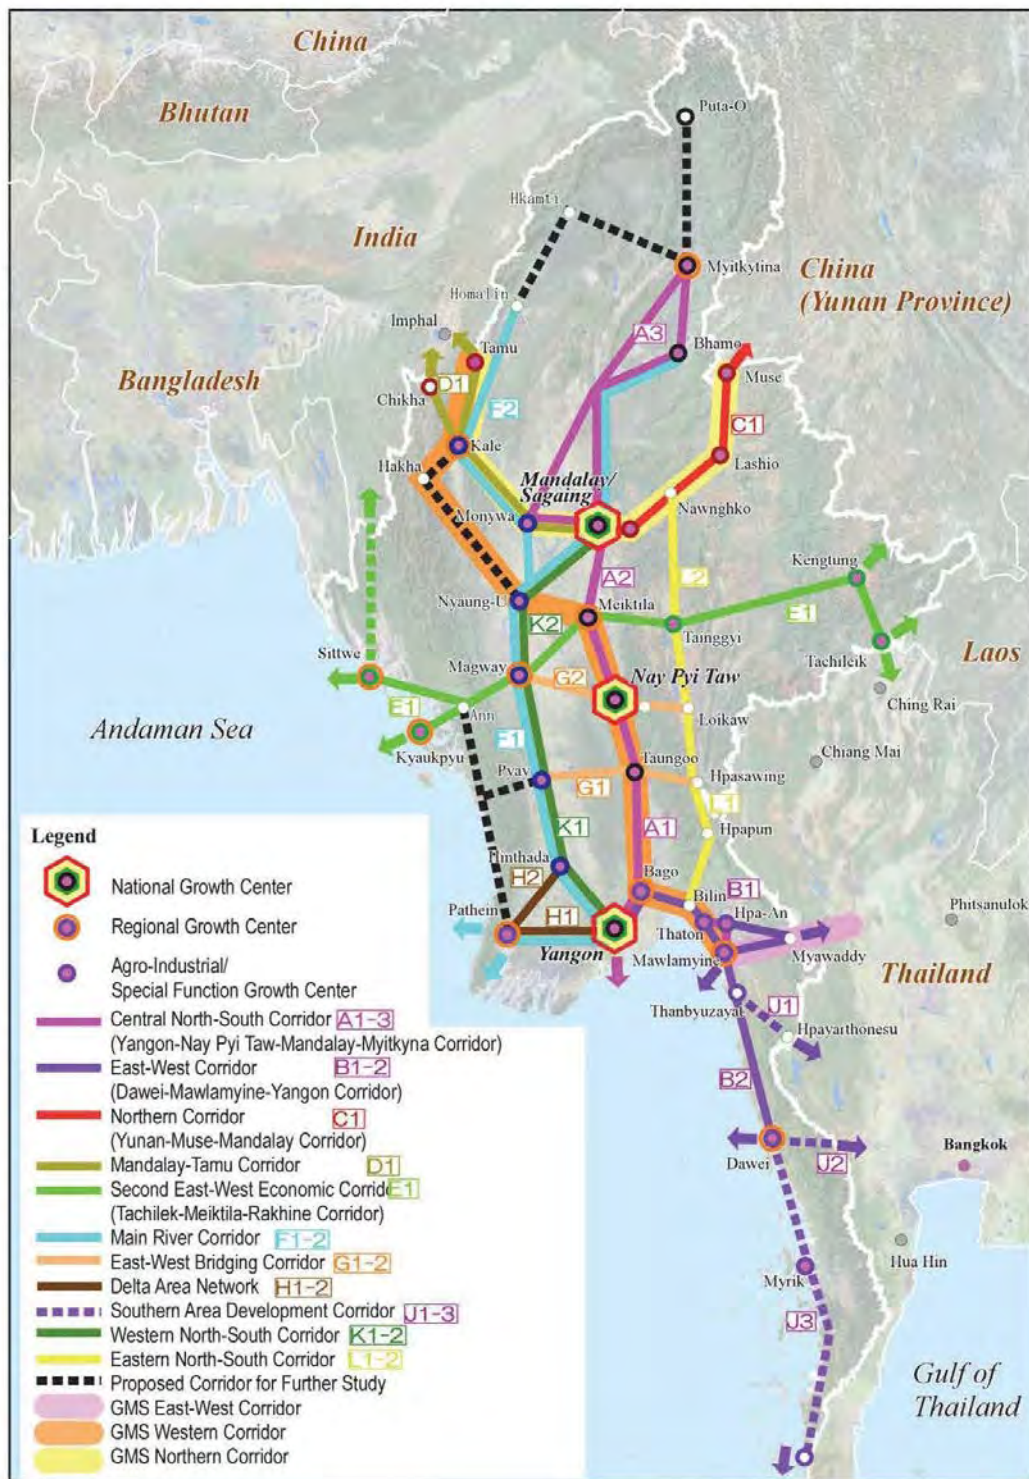 China
Bhutan
Puta-O
Hkamti
India
Myitkytina
China
(Yunan Province)
Homalin
Imphal
Tamu
A3
Bhamo
Muse
Bangladesh
D1
Chikha
F2
C1
Kale
Lashio
Hakha
Mandalay/
Sagaing
Nawnghko
Monywa
Kengtung
A2
L2
Nyaung-U
Meiktila
K2
E1
Tainggyi
Tachileik
Sittwe
Magway
Nay Pyi Taw
Laos
G2
Ching Rai
E1
Ann
Loikaw
Andaman Sea
F1
Kyaukpyu
Chiang Mai
Pyay
Taungoo
Hpasawing
G1
L1
K1
A1
Hpapun
Hinthada
Bago
H2
Bilin
B1
Pathein
H1
Hpa-An
Phitsanulok
Thaton
Yangon
Mawlamyine
Myawaddy
Thailand
Thanbyuzayat
J1
Hpayarthonesu
B2
Bangkok
Dawei
J2
Hua Hin
Myrik
J3
Gulf of
Thailand
Legend
National Growth Center
Regional Growth Center
Agro-Industrial/
Special Function Growth Center
Central North-South Corridor A1-3
(Yangon-Nay Pyi Taw-Mandalay-Myitkyna Corridor)
East-West Corridor B1-2
(Dawei-Mawlamyine-Yangon Corridor)
Northern Corridor C1
(Yunan-Muse-Mandalay Corridor)
Mandalay-Tamu Corridor D1
Second East-West Economic Corrido E1
(Tachilek-Meiktila-Rakhine Corridor)
Main River Corridor F1-2
East-West Bridging Corridor G1-2
Delta Area Network H1-2
Southern Area Development Corridor J1-3
Western North-South Corridor K1-2
Eastern North-South Corridor L1-2
Proposed Corridor for Further Study
GMS East-West Corridor
GMS Western Corridor
GMS Northern Corridor